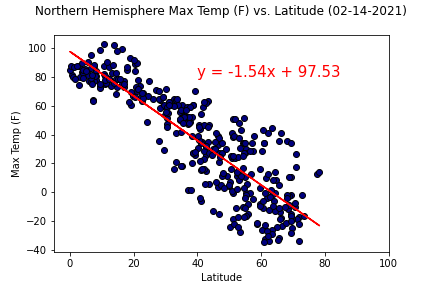 Northern Hemisphere Max Temp (F) vs. Latitude (02-14-2021)
100
80
60
40
20
0
−20
−40
Max Temp (F)
y = -1.54x + 97.53
0 20 40 60 80 100
Latitude